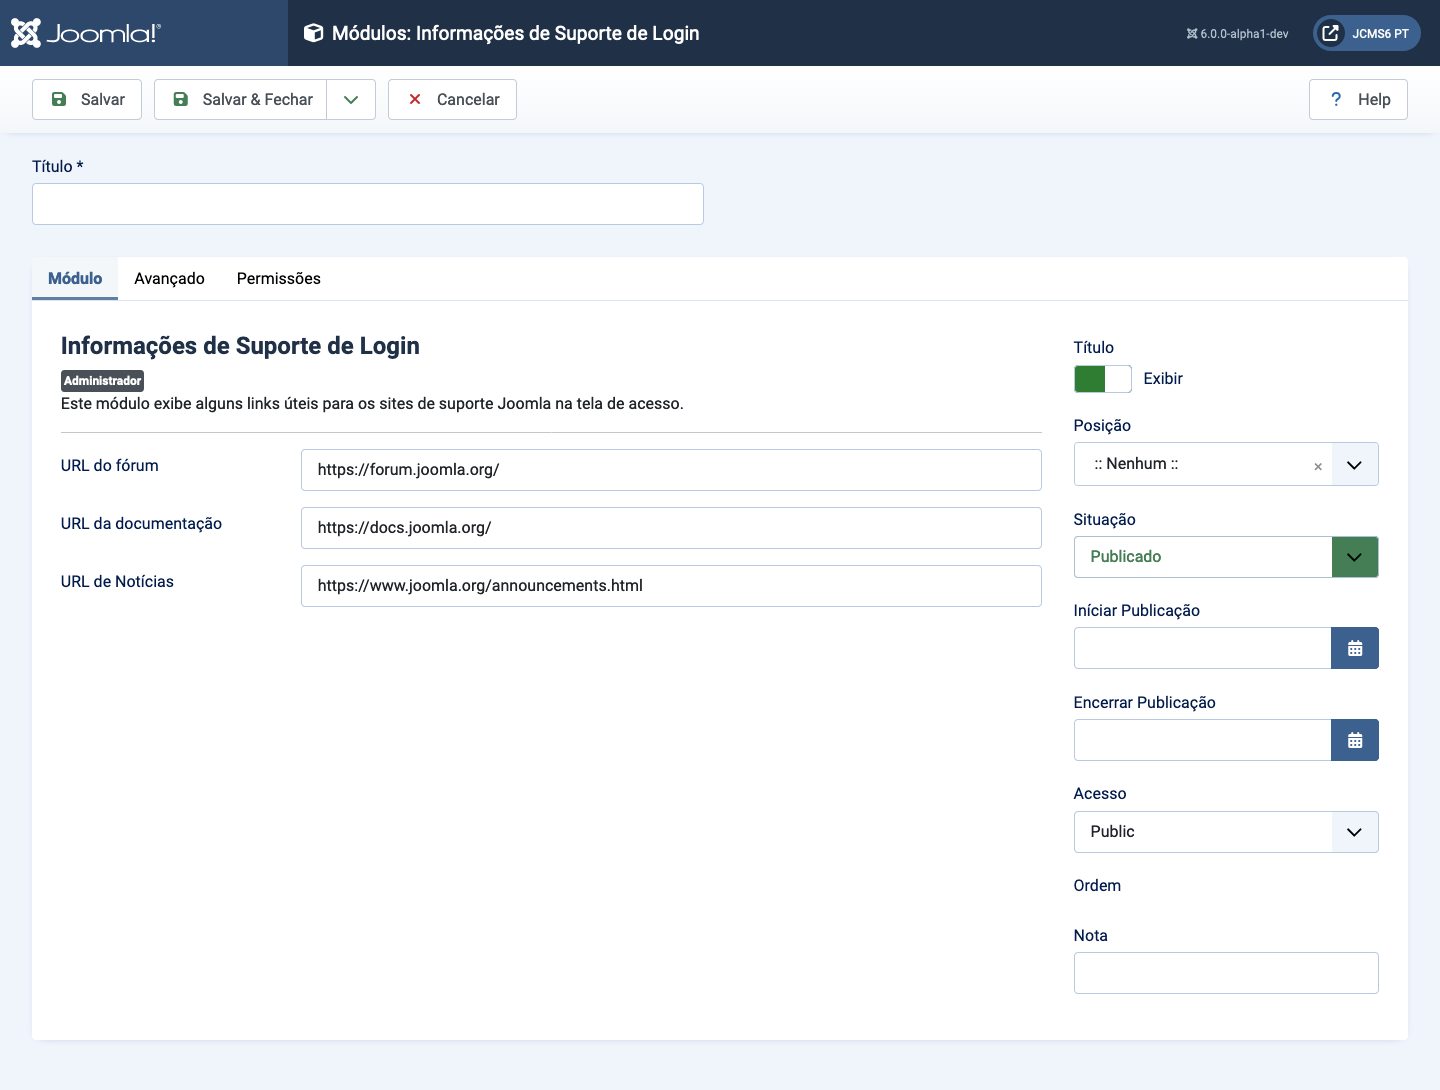 Joomla!®
Módulos: Informações de Suporte de Login
6.0.0-alpha1-dev
JCMS6 PT
Salvar
Salvar & Fechar
Cancelar
? Help
Título *
Módulo
Avançado
Permissões
Informações de Suporte de Login
Administrador
Este módulo exibe alguns links úteis para os sites de suporte Joomla na tela de acesso.
URL do fórum
https://forum.joomla.org/
URL da documentação
https://docs.joomla.org/
URL de Notícias
https://www.joomla.org/announcements.html
Título
Exibir
Posição
:: Nenhum ::
×
Situação
Publicado
Iníciar Publicação
Encerrar Publicação
Acesso
Public
Ordem
Nota